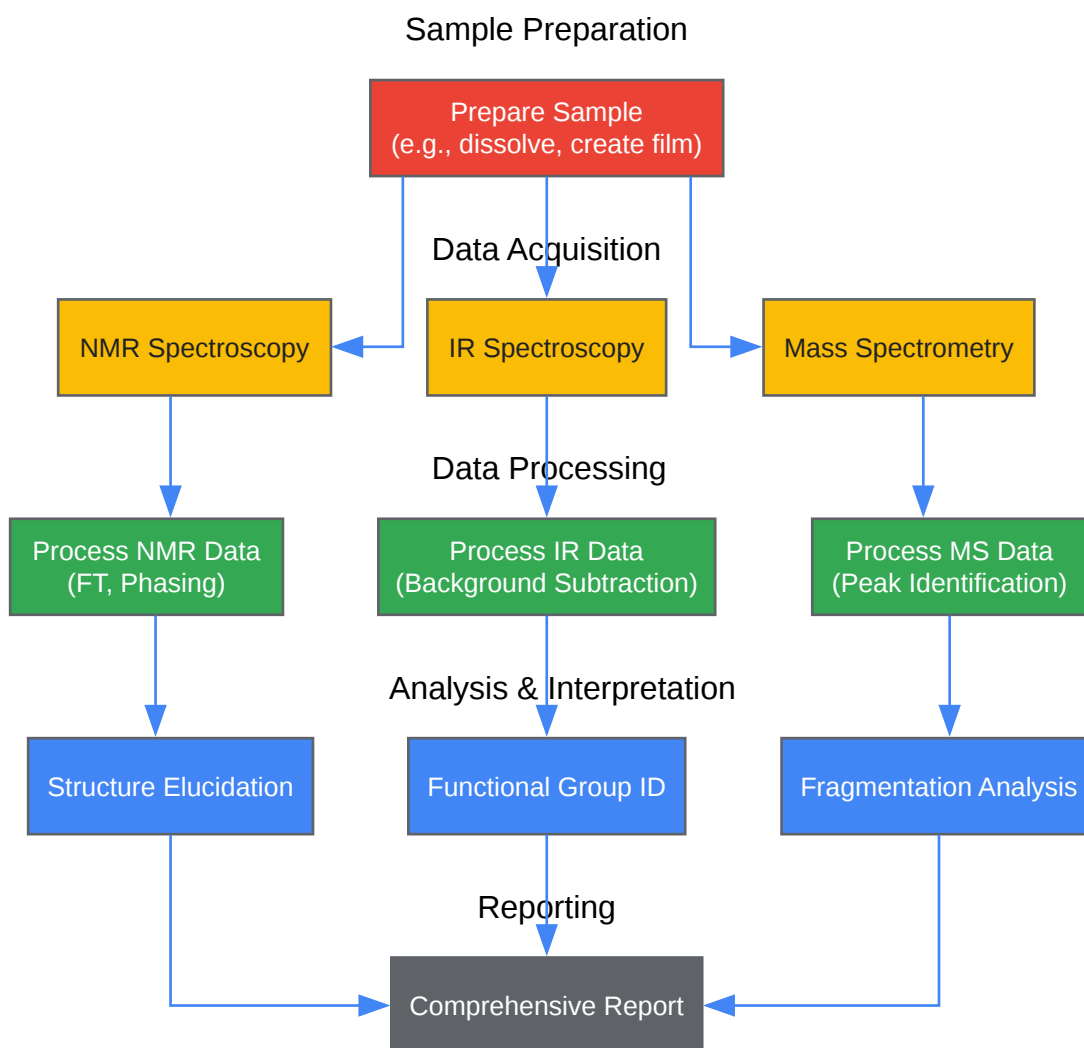 Sample Preparation
Prepare Sample
(e.g., dissolve, create film)
Data Acquisition
NMR Spectroscopy
IR Spectroscopy
Mass Spectrometry
Data Processing
Process NMR Data
(FT, Phasing)
Process IR Data
(Background Subtraction)
Process MS Data
(Peak Identification)
Analysis & Interpretation
Structure Elucidation
Functional Group ID
Fragmentation Analysis
Reporting
Comprehensive Report